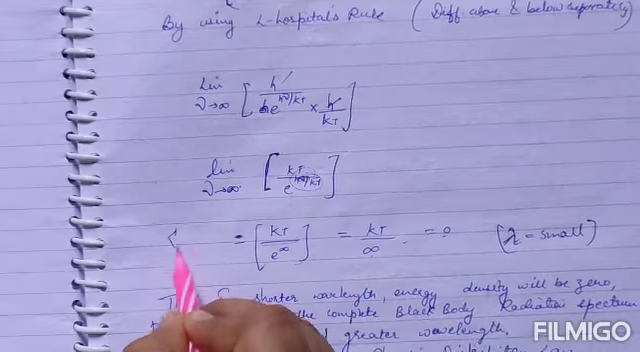 By using L-hospital's Rule (Diff above & below seperately)
Lim ν→∞ [ h / e^hν/KT × h/KT ]
lim ν→∞ [ KT / e^hν/KT ]
= [ KT / e^∞ ] = KT / ∞ = 0 [λ = small]
shorter wavelength, energy density will be zero,
the complete Black Body Radiation spectrum
greater wavelength.
FILMIGO